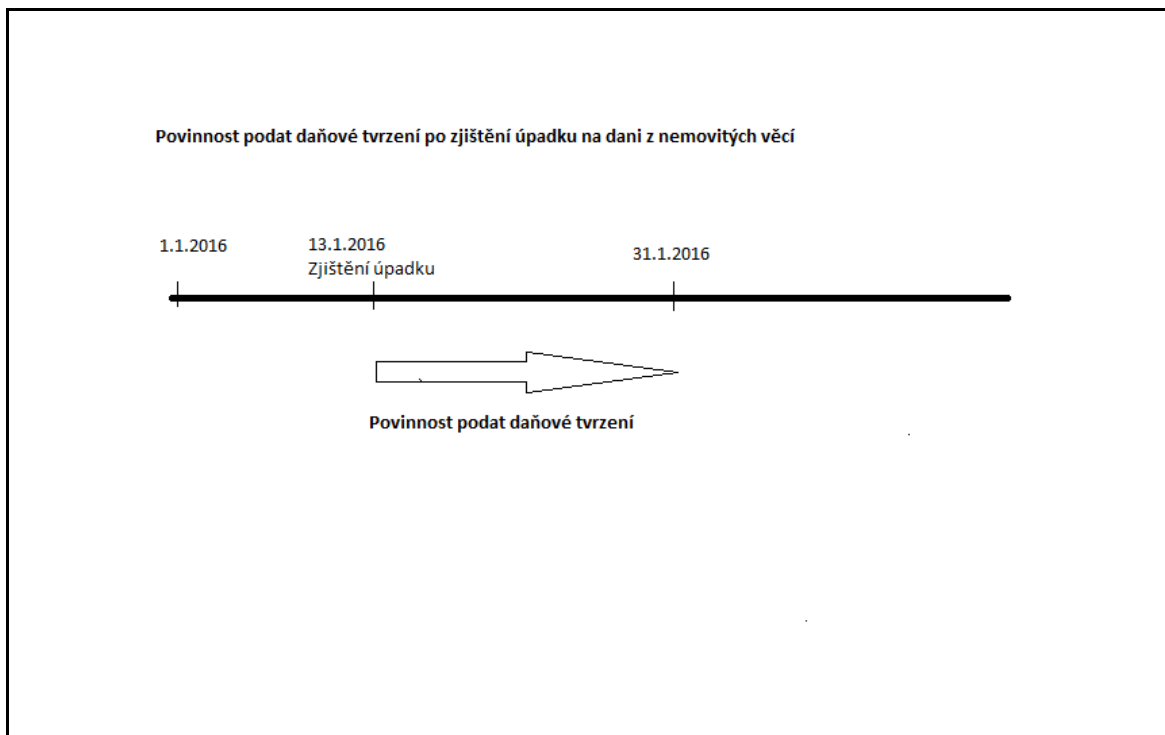 Povinnost podat daňové tvrzení po zjištění úpadku na dani z nemovitých věcí
1.1.2016
13.1.2016
Zjištění úpadku
31.1.2016
Povinnost podat daňové tvrzení